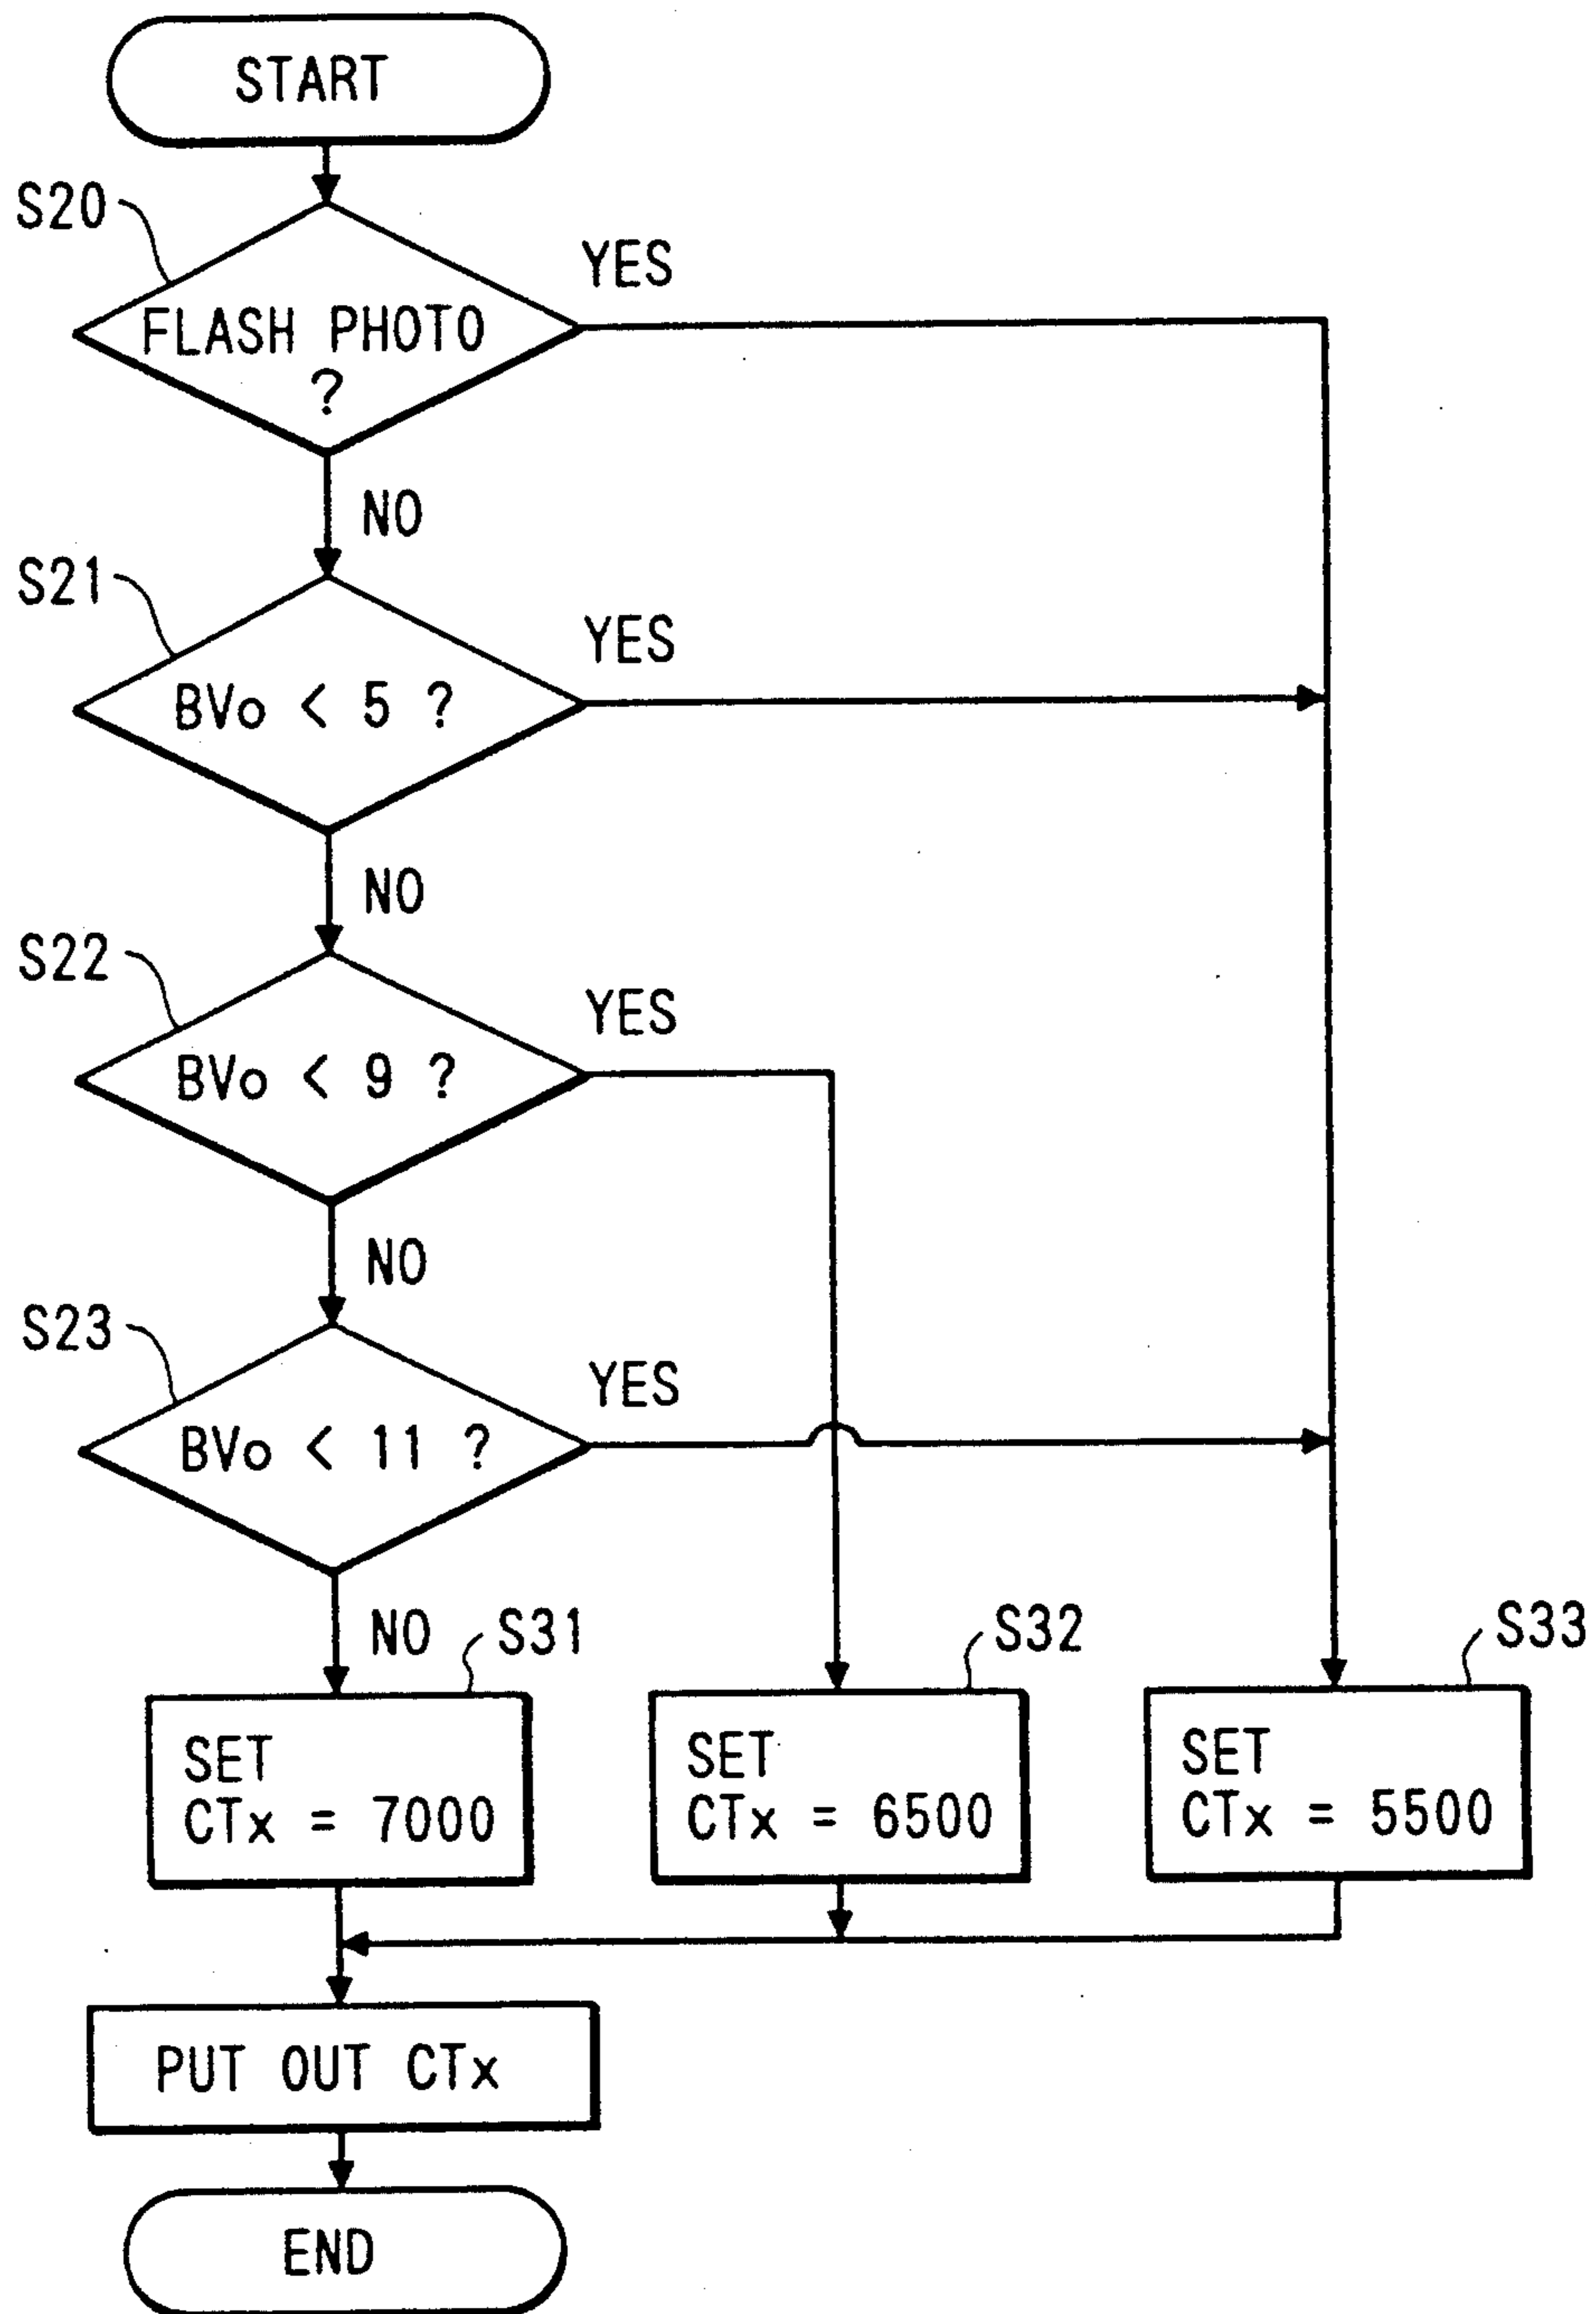 START
S20
YES
FLASH PHOTO
?
NO
S21
YES
BVo < 5 ?
NO
S22
YES
BVo < 9 ?
NO
S23
YES
BVo < 11 ?
NO
S31
S32
S33
SET
CTx = 7000
SET
CTx = 6500
SET
CTx = 5500
PUT OUT CTx
END